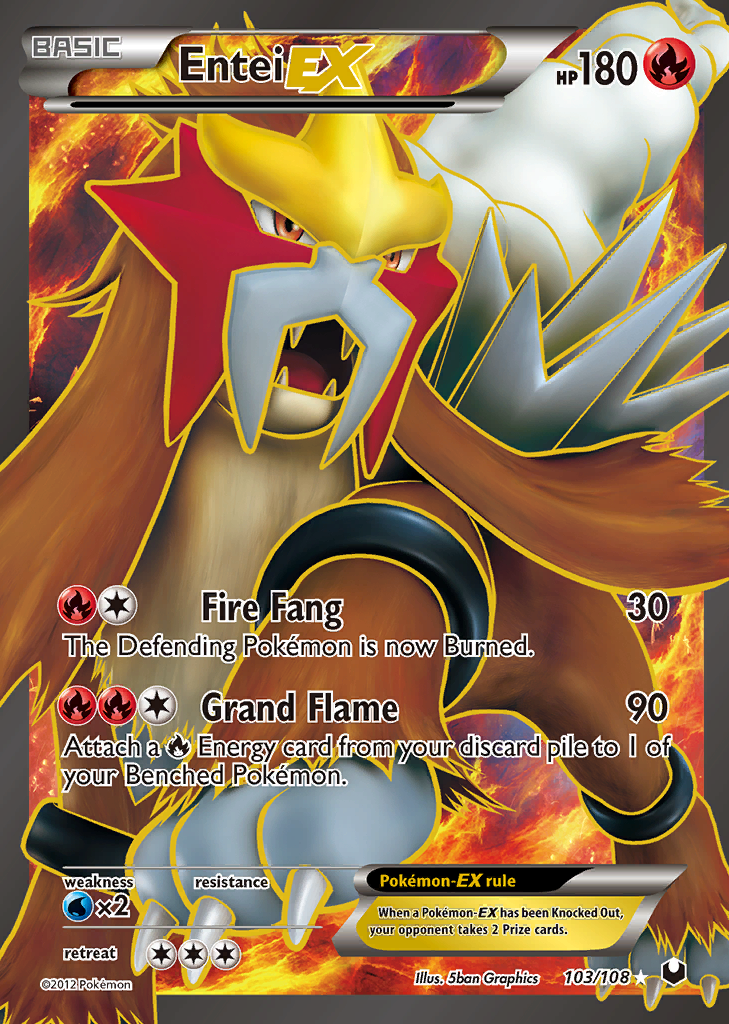 BASIC
Entei EX
HP 180
Fire Fang 30
The Defending Pokémon is now Burned.
Grand Flame 90
Attach a Energy card from your discard pile to 1 of
your Benched Pokémon.
weakness resistance
×2
Pokémon-EX rule
When a Pokémon-EX has been Knocked Out,
your opponent takes 2 Prize cards.
retreat
©2012 Pokémon
Illus. 5ban Graphics 103/108